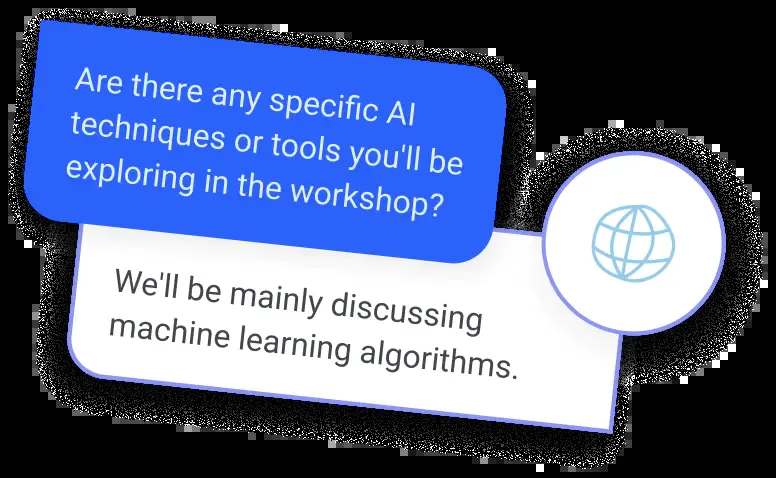 Are there any specific AI
techniques or tools you'll be
exploring in the workshop?
We'll be mainly discussing
machine learning algorithms.